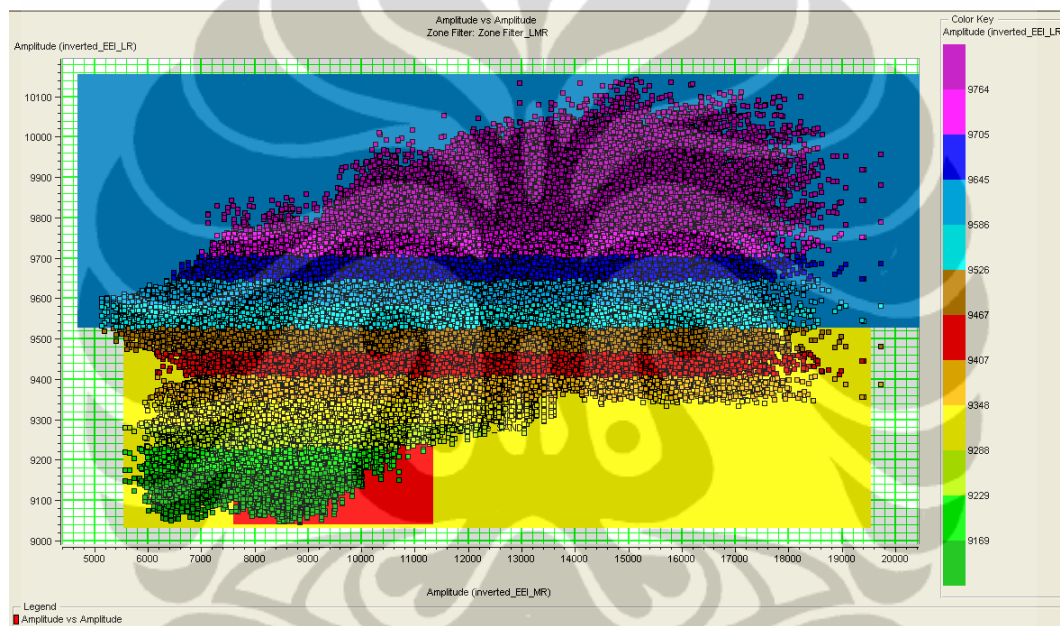 Amplitude vs Amplitude
Zone Filter: Zone Filter_LMR
Amplitude (inverted_EEI_LR)
10100
10000
9900
9800
9700
9600
9500
9400
9300
9200
9100
9000
5000 6000 7000 8000 9000 10000 11000 12000 13000 14000 15000 16000 17000 18000 19000 20000
Amplitude (inverted_EEI_MR)
Legend
Amplitude vs Amplitude
Color Key
Amplitude (inverted_EEI_LR
9764
9705
9645
9586
9526
9467
9407
9348
9288
9229
9169